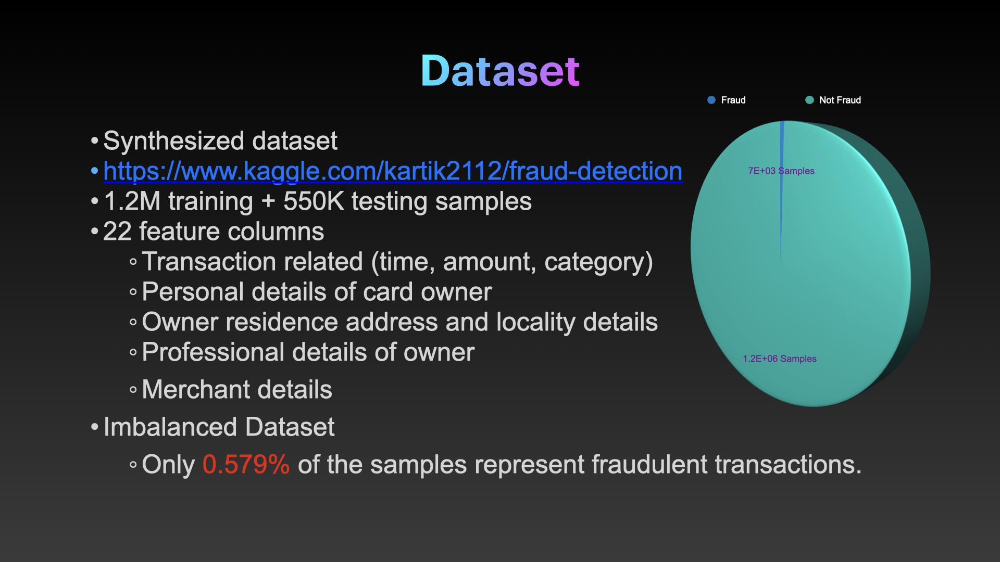 Dataset
Fraud
Not Fraud
• Synthesized dataset
• https://www.kaggle.com/kartik2112/fraud-detection
• 1.2M training + 550K testing samples
• 22 feature columns
◦ Transaction related (time, amount, category)
◦ Personal details of card owner
◦ Owner residence address and locality details
◦ Professional details of owner
◦ Merchant details
• Imbalanced Dataset
◦ Only 0.579% of the samples represent fraudulent transactions.
7E+03 Samples
1.2E+06 Samples